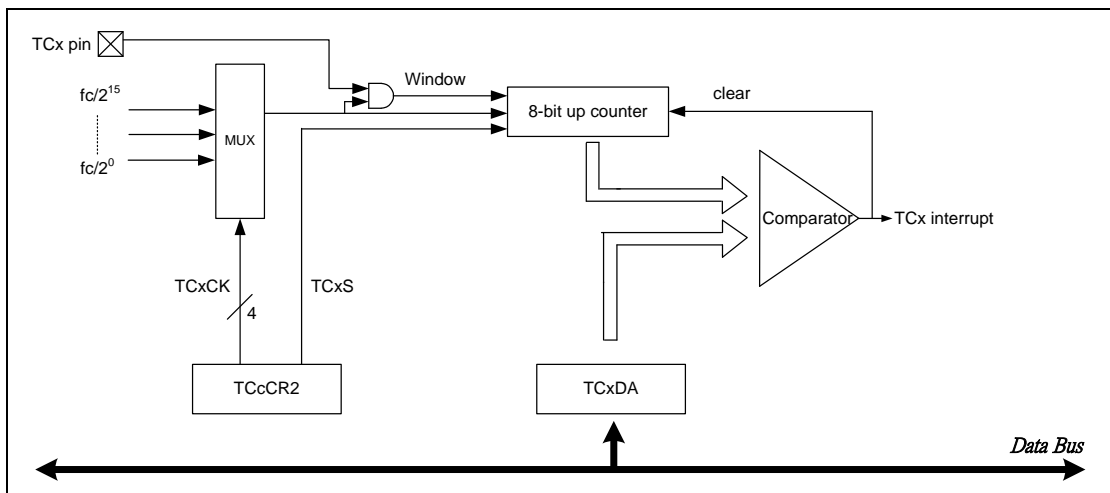 TCx pin
Window
fc/2^15
8-bit up counter
clear
MUX
fc/2^0
Comparator
TCx interrupt
TCxCK
TCxS
4
TCcCR2
TCxDA
Data Bus